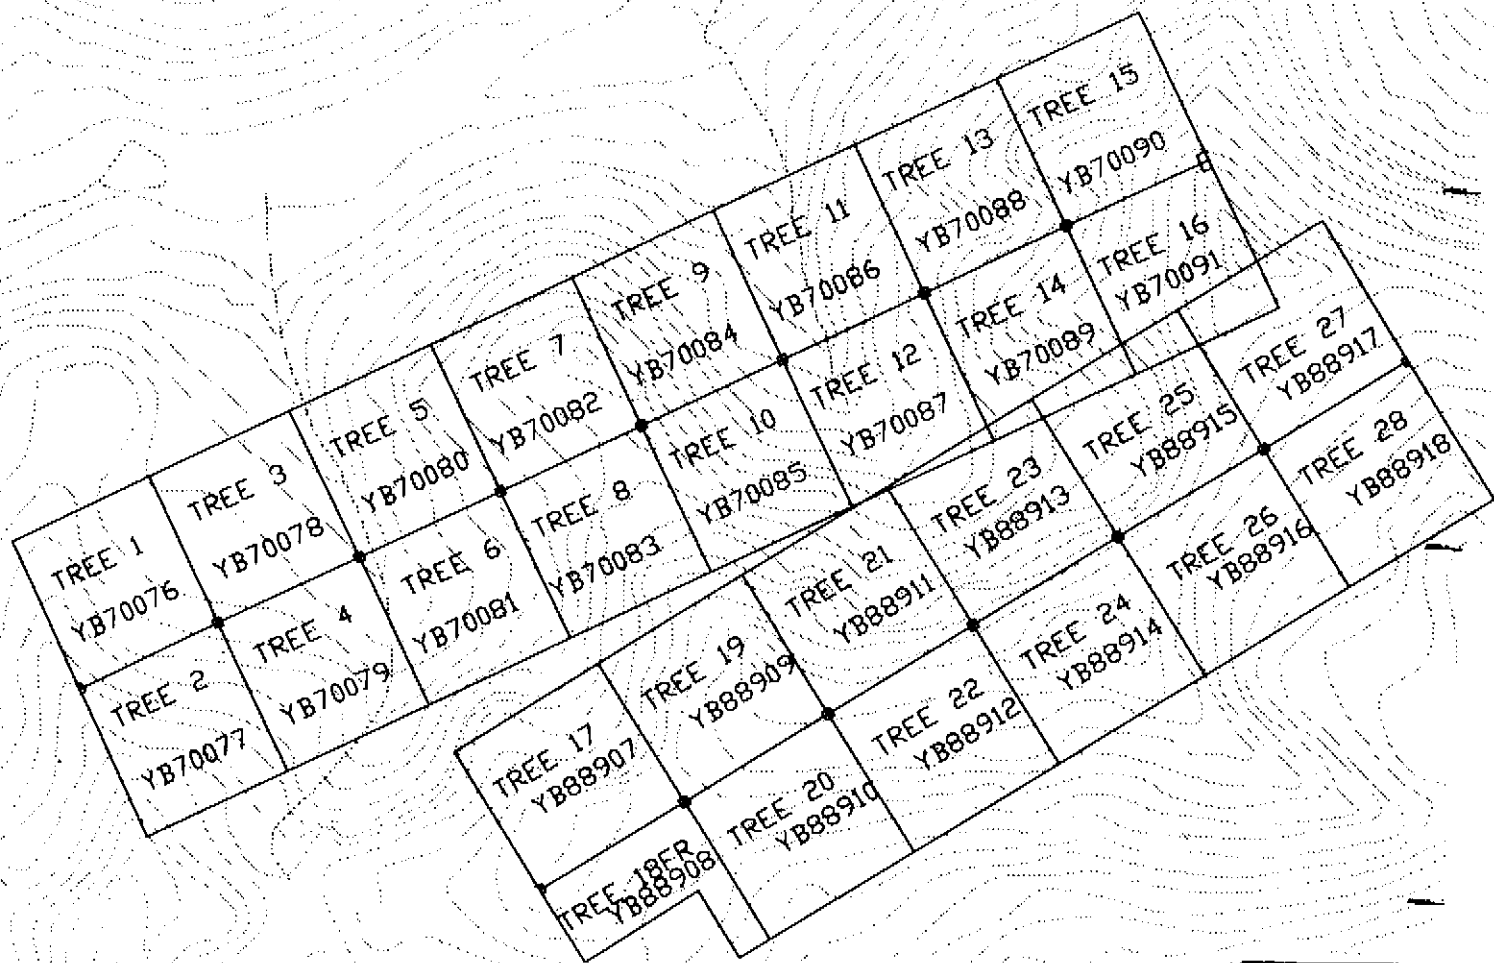 TREE 1
YB70076
TREE 2
YB70077
TREE 3
YB70078
TREE 4
YB70079
TREE 5
YB70080
TREE 6
YB70081
TREE 7
YB70082
TREE 8
YB70083
TREE 9
YB70084
TREE 10
YB70085
TREE 11
YB70086
TREE 12
YB70087
TREE 13
YB70088
TREE 14
YB70089
TREE 15
YB70090
TREE 16
YB70091
TREE 17
YB88907
TREE 18FR
YB88908
TREE 19
YB88909
TREE 20
YB88910
TREE 21
YB88911
TREE 22
YB88912
TREE 23
YB88913
TREE 24
YB88914
TREE 25
YB88915
TREE 26
YB88916
TREE 27
YB88917
TREE 28
YB88918